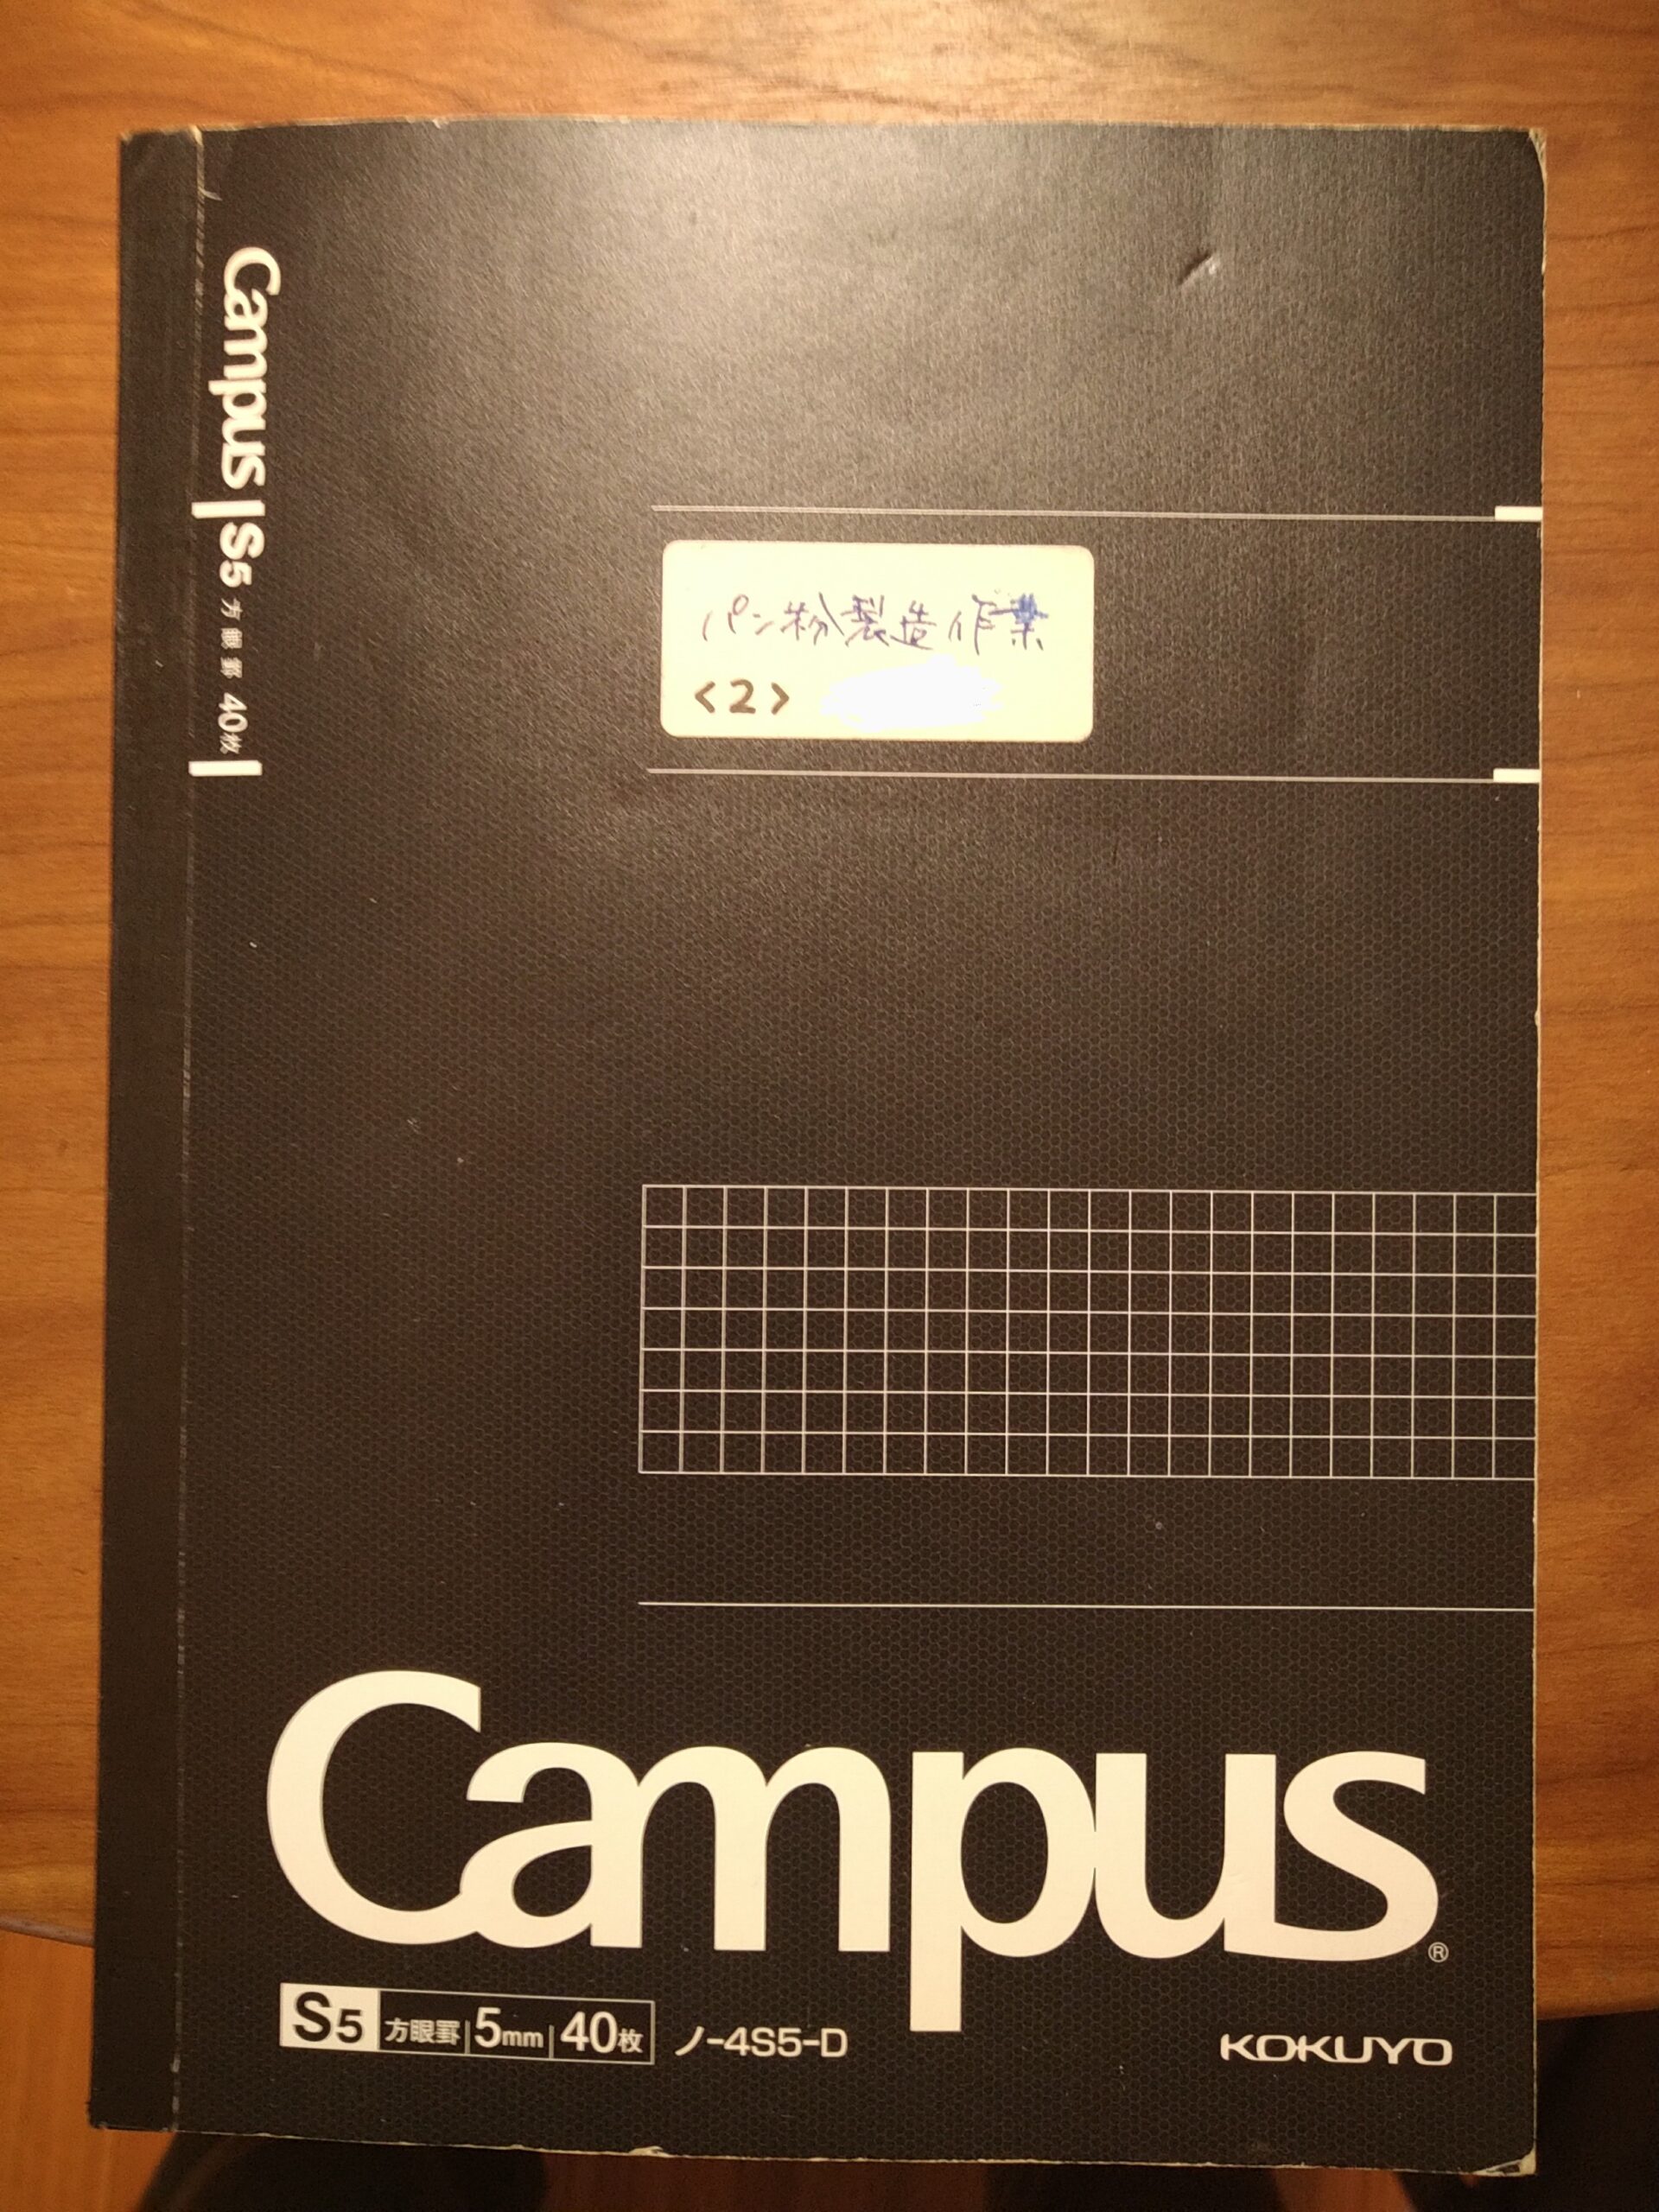 Campus S5 方眼罫 40枚
パン粉製造作業
<2>
Campus®
S5 方眼罫 5mm 40枚 ノ-4S5-D
KOKUYO